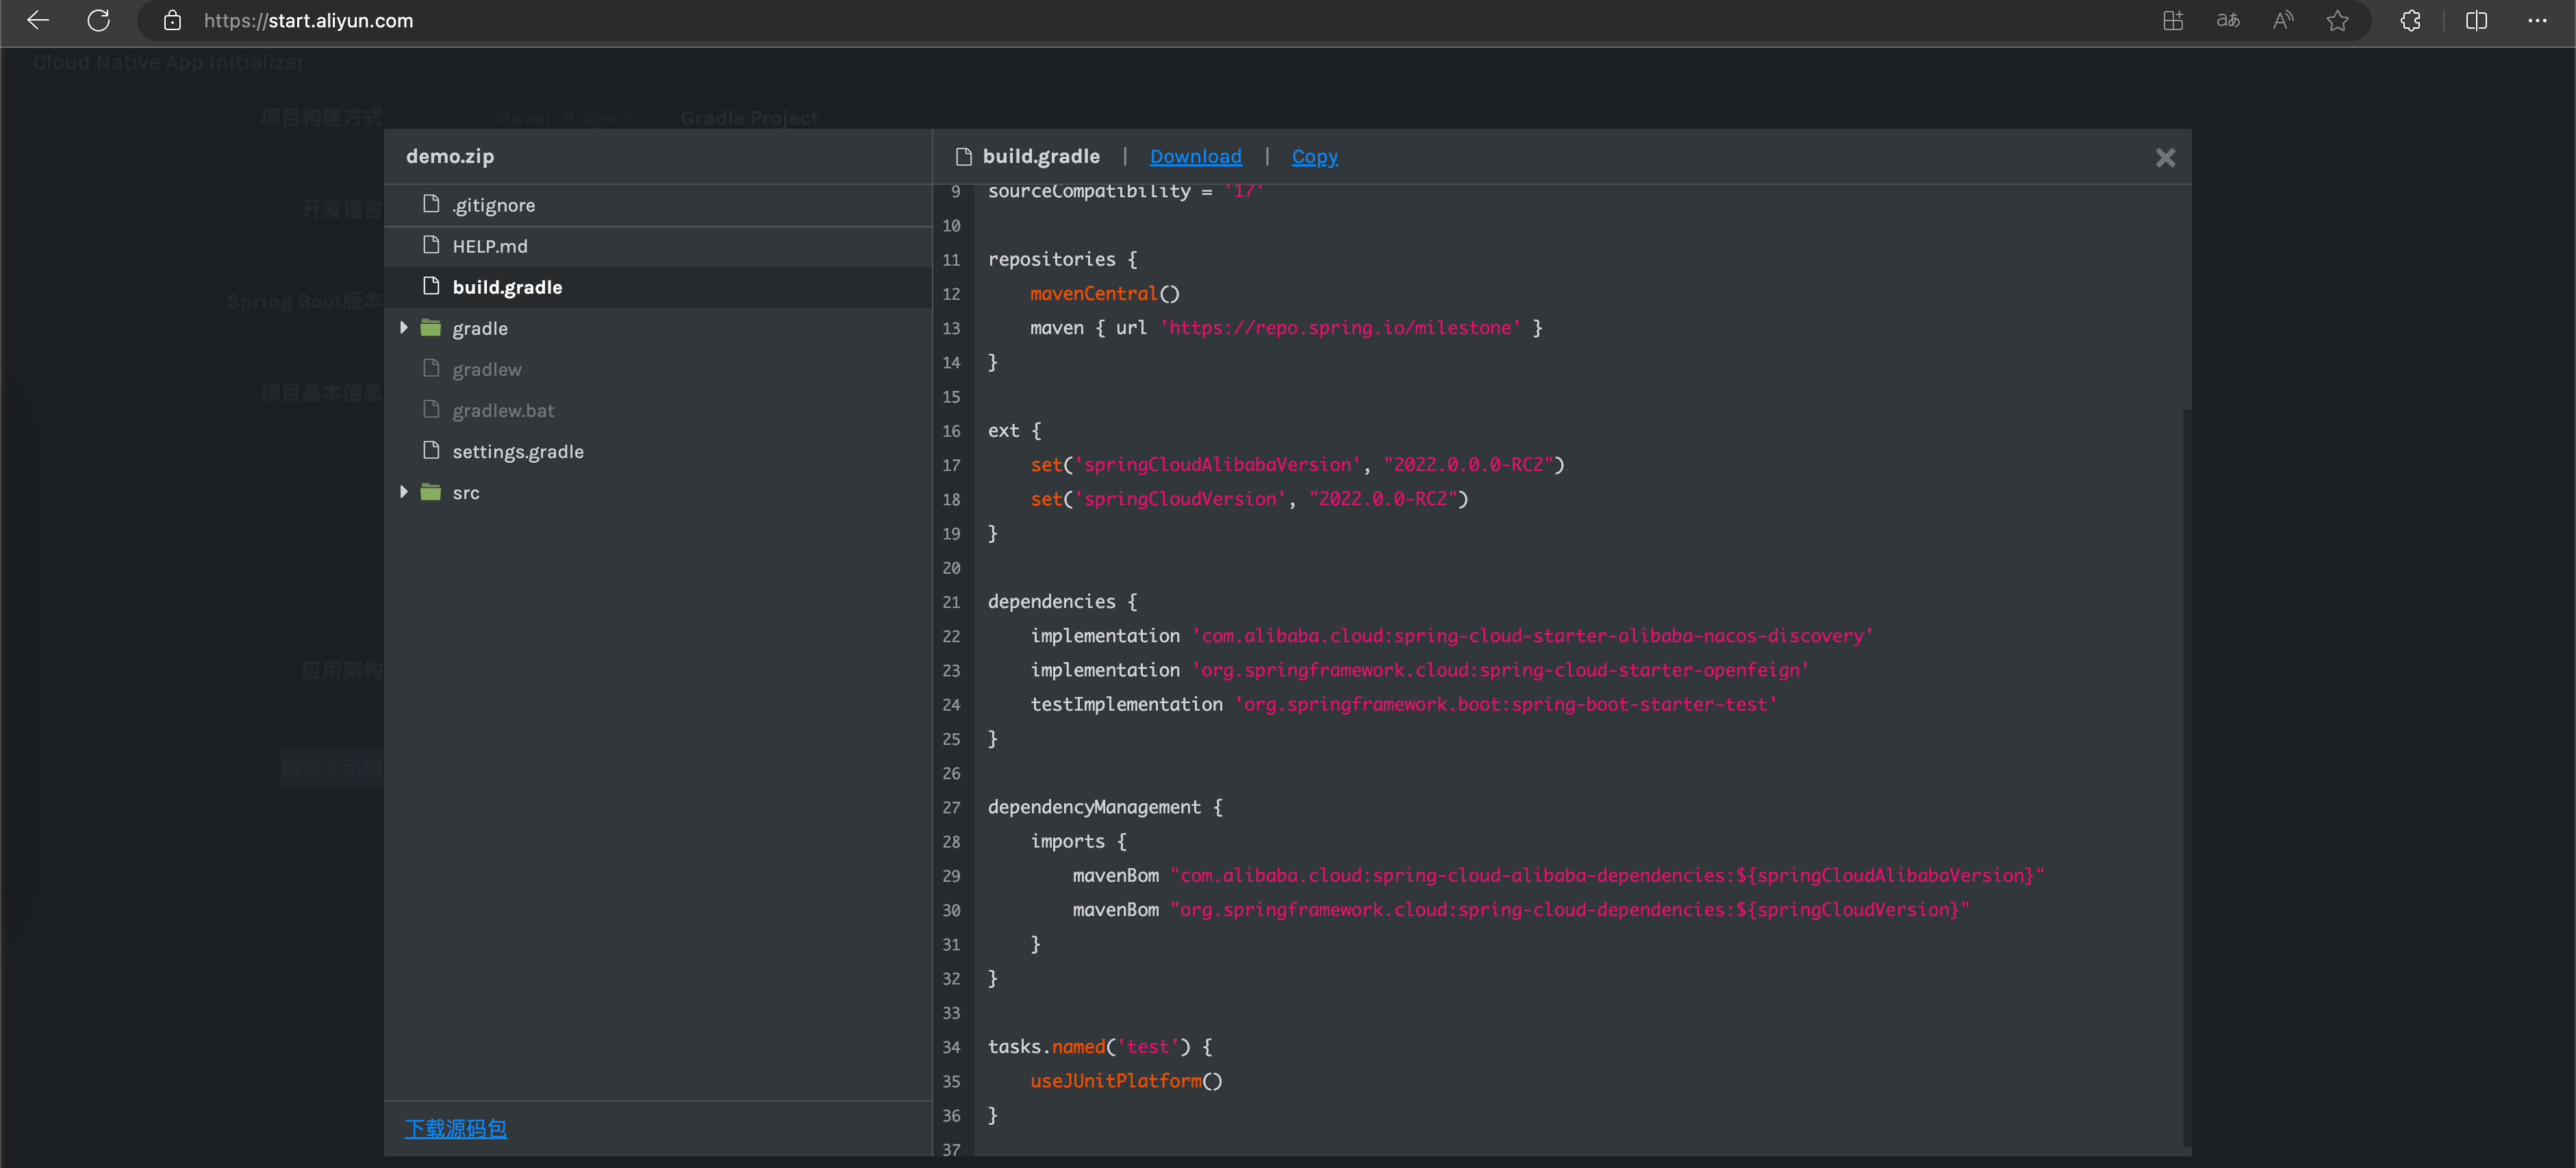 https://start.aliyun.com
Cloud Native App Initializer
项目构建方式
Maven Project
Gradle Project
开发语言
Spring Boot版本
项目基本信息
应用架构
组件与示例
demo.zip
.gitignore
HELP.md
build.gradle
gradle
gradlew
gradlew.bat
settings.gradle
src
下载源码包
build.gradle | Download | Copy
9 sourceCompatibility = '17'
10
11 repositories {
12 mavenCentral()
13 maven { url 'https://repo.spring.io/milestone' }
14 }
15
16 ext {
17 set('springCloudAlibabaVersion', "2022.0.0.0-RC2")
18 set('springCloudVersion', "2022.0.0-RC2")
19 }
20
21 dependencies {
22 implementation 'com.alibaba.cloud:spring-cloud-starter-alibaba-nacos-discovery'
23 implementation 'org.springframework.cloud:spring-cloud-starter-openfeign'
24 testImplementation 'org.springframework.boot:spring-boot-starter-test'
25 }
26
27 dependencyManagement {
28 imports {
29 mavenBom "com.alibaba.cloud:spring-cloud-alibaba-dependencies:${springCloudAlibabaVersion}"
30 mavenBom "org.springframework.cloud:spring-cloud-dependencies:${springCloudVersion}"
31 }
32 }
33
34 tasks.named('test') {
35 useJUnitPlatform()
36 }
37